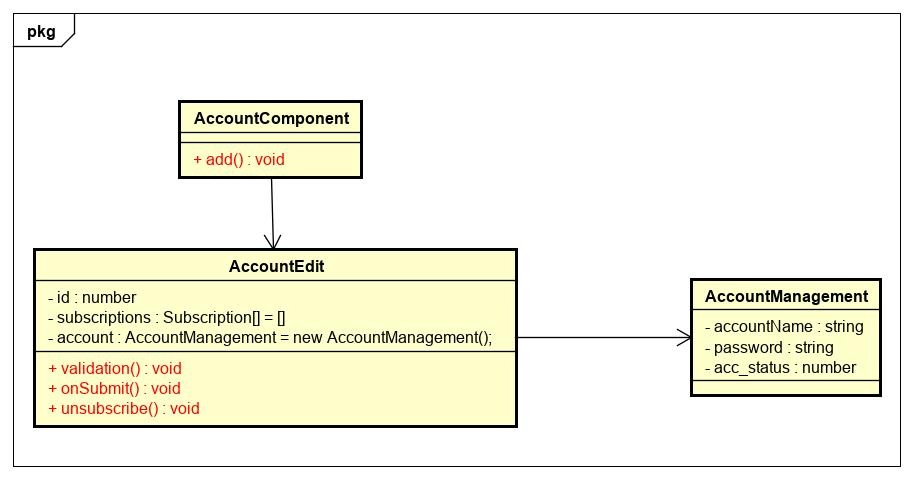 pkg
AccountComponent
+ add() : void
AccountEdit
- id : number
- subscriptions : Subscription[] = []
- account : AccountManagement = new AccountManagement();
+ validation() : void
+ onSubmit() : void
+ unsubscribe() : void
AccountManagement
- accountName : string
- password : string
- acc_status : number